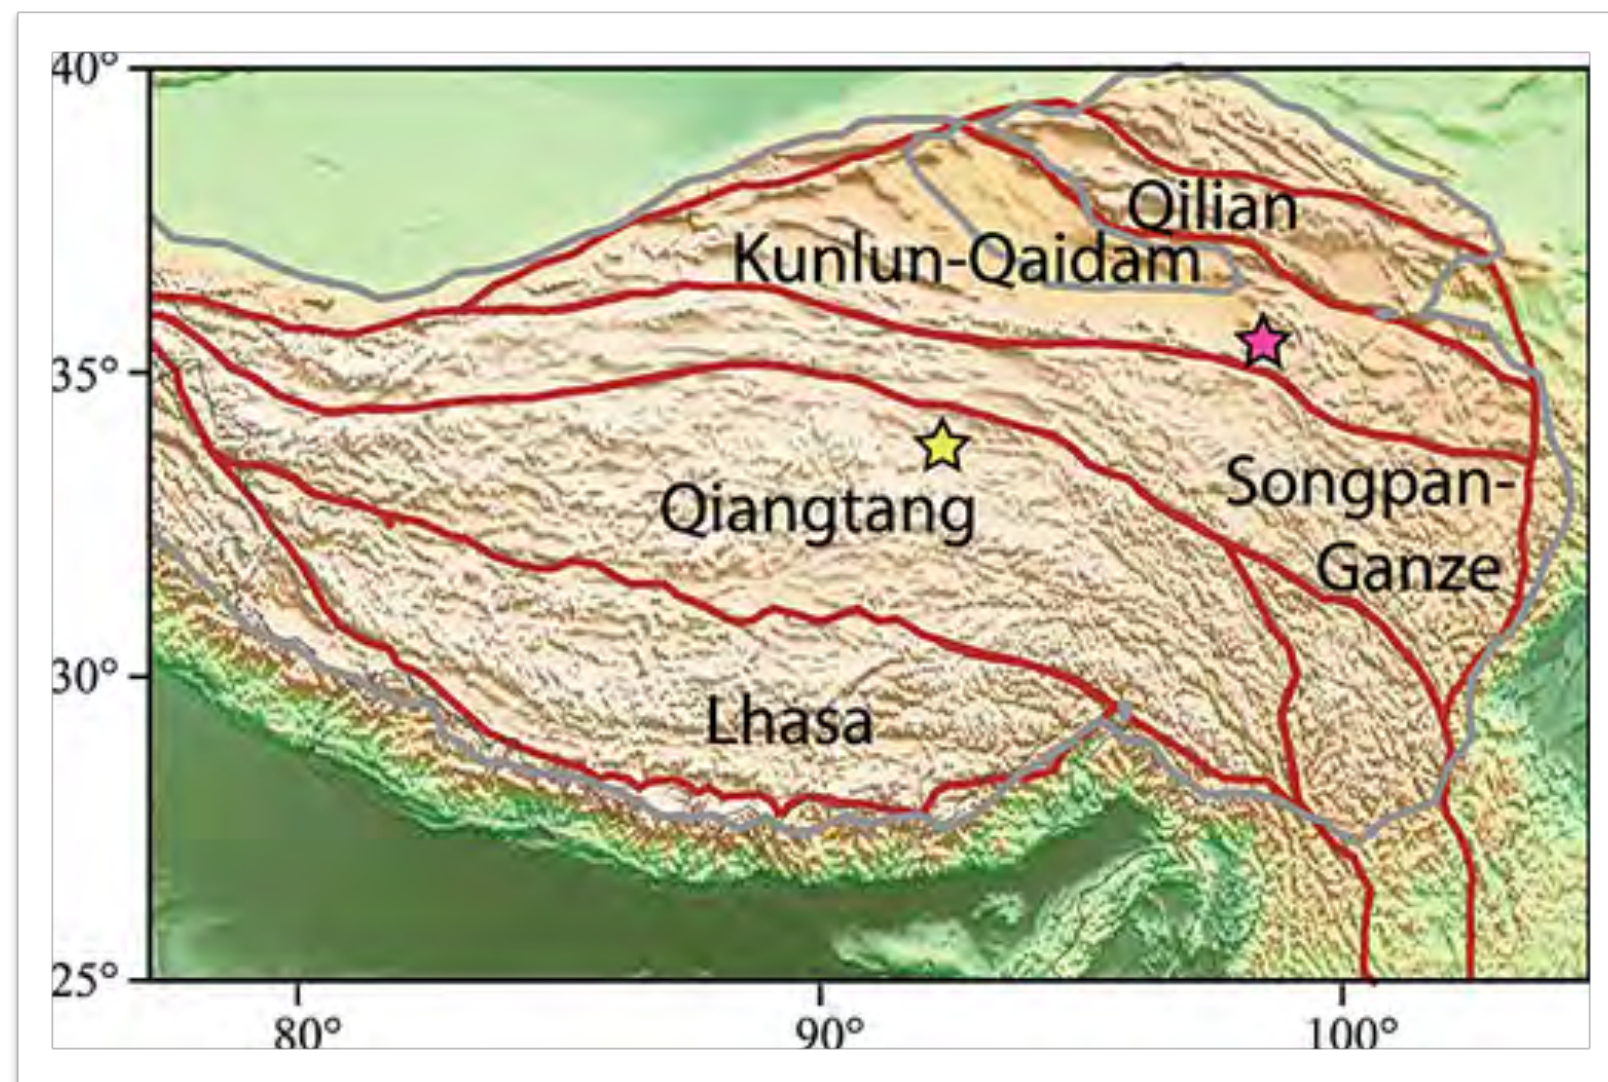 40°
Qilian
Kunlun-Qaidam
35°
Songpan-
Qiangtang
Ganze
30°
Lhasa
25°
80°
90°
100°